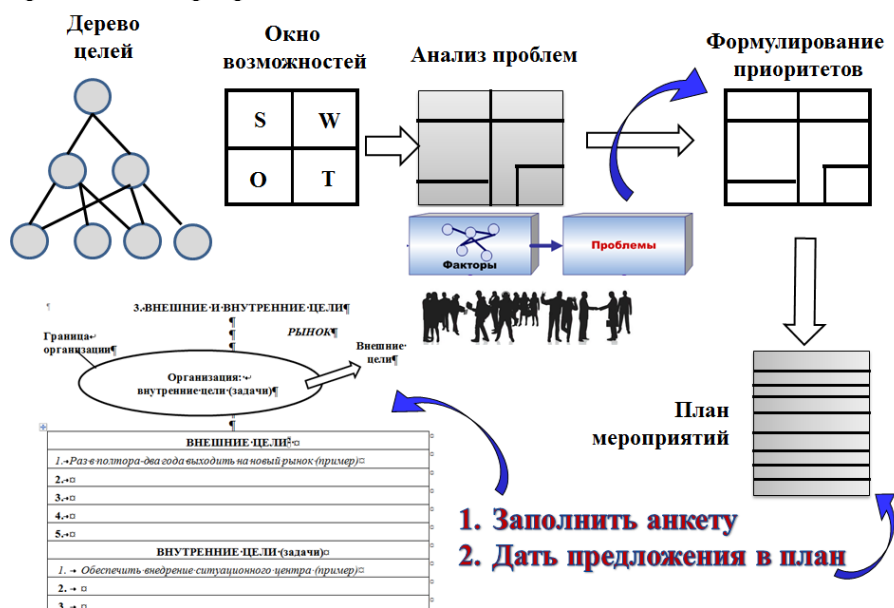 Дерево
целей
Окно
возможностей
Анализ проблем
Формулирование
приоритетов
S W
O T
Факторы
Проблемы
3.·ВНЕШНИЕ·И·ВНУТРЕННИЕ·ЦЕЛИ¶
¶
¶
¶
¶
РЫНОК¶
Граница↵
организации¶
Внешние·
цели¶
Организация:·↵
внутренние·цели·(задачи)¶
¶
¶
ВНЕШНИЕ·ЦЕЛИ²·¤
1.→Раз·в·полтора-два года·выходить·на·новый·рынок·(пример)¤
2.→¤
3.→¤
4.→¤
5.→¤
ВНУТРЕННИЕ·ЦЕЛИ·(задачи)¤
1. → Обеспечить·внедрение·ситуационного·центра·(пример)¤
2. → ¤
3. → ¤
План
мероприятий
1. Заполнить анкету
2. Дать предложения в план